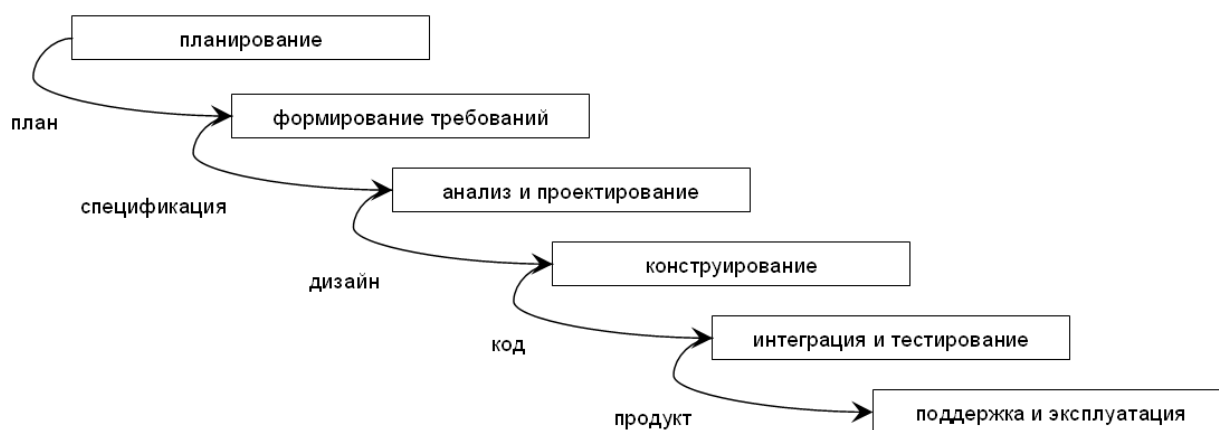 планирование
план
формирование требований
спецификация
анализ и проектирование
дизайн
конструирование
код
интеграция и тестирование
продукт
поддержка и эксплуатация